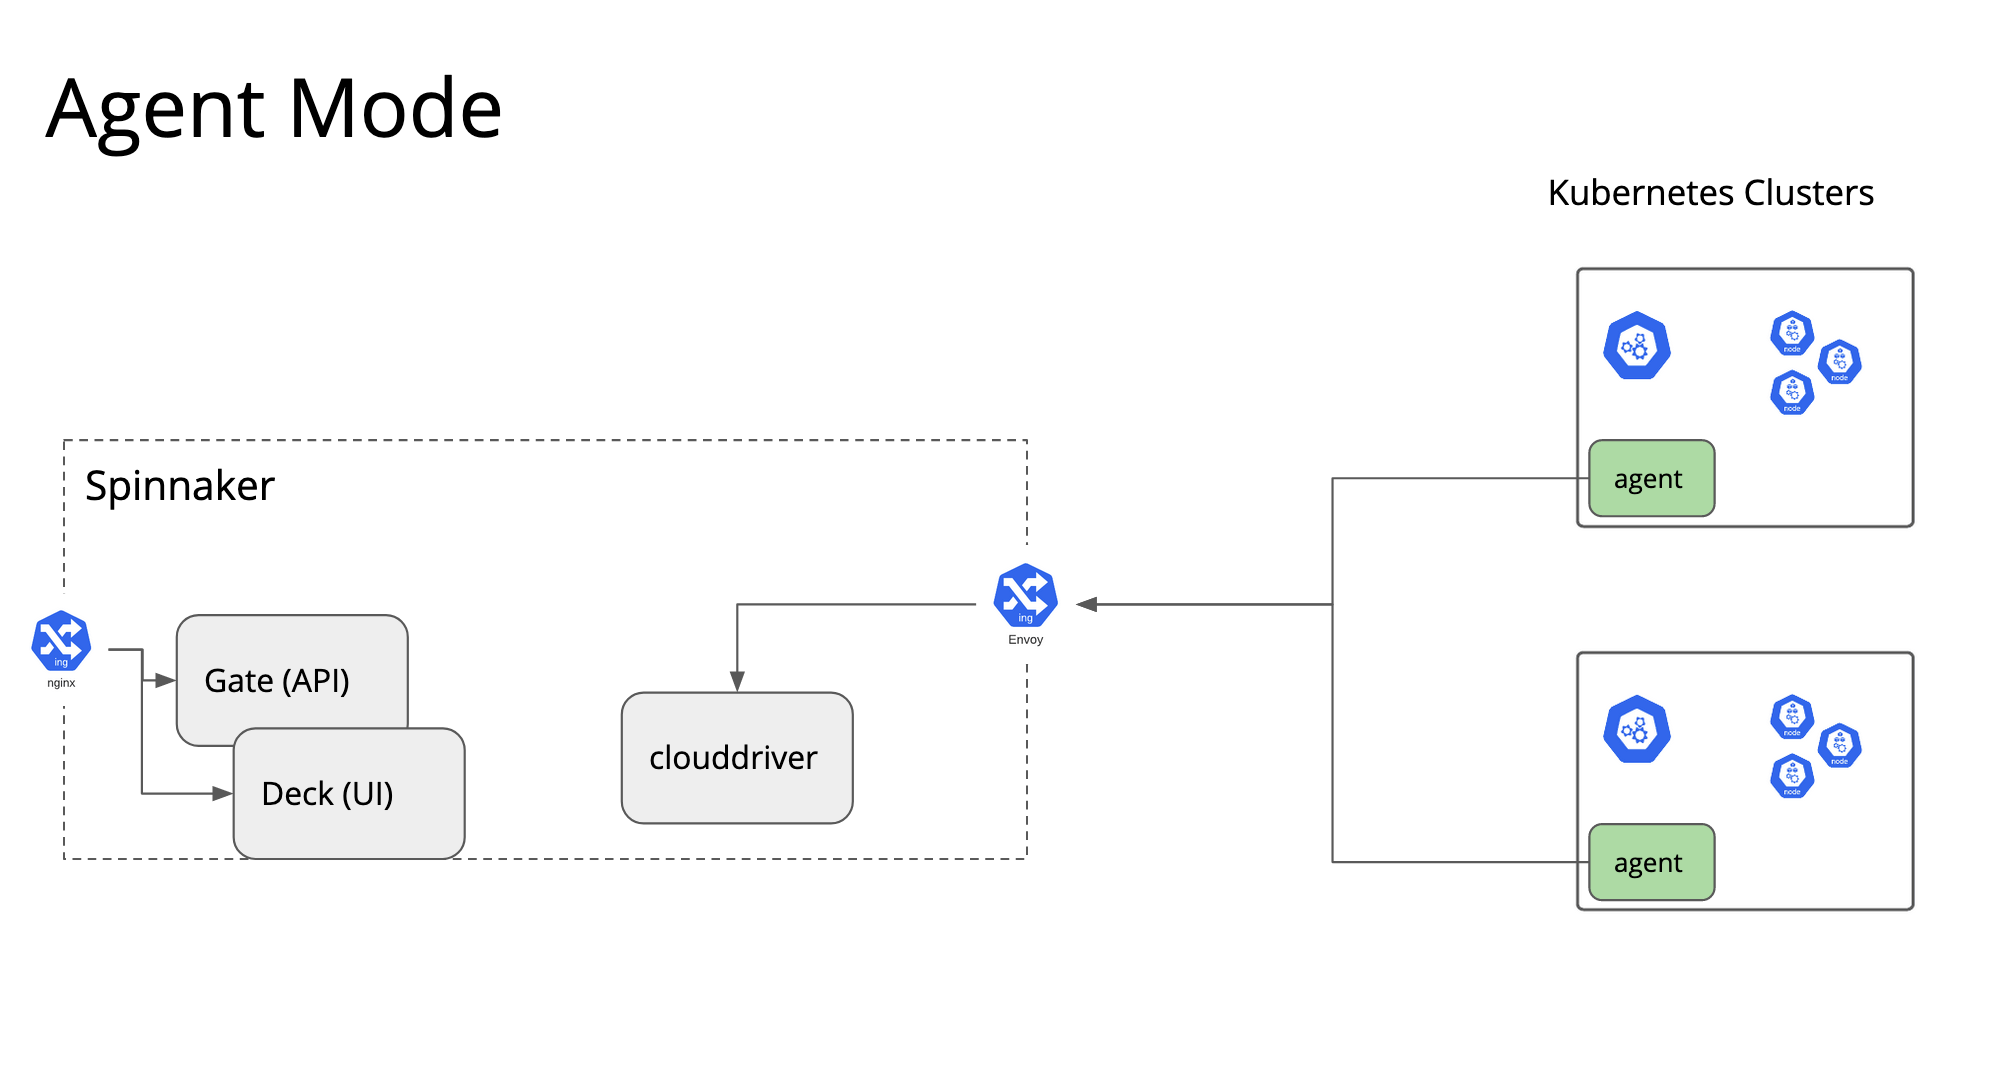 Agent Mode
Kubernetes Clusters
node
node
node
agent
Spinnaker
ing
Envoy
ing
nginx
Gate (API)
Deck (UI)
clouddriver
node
node
node
agent